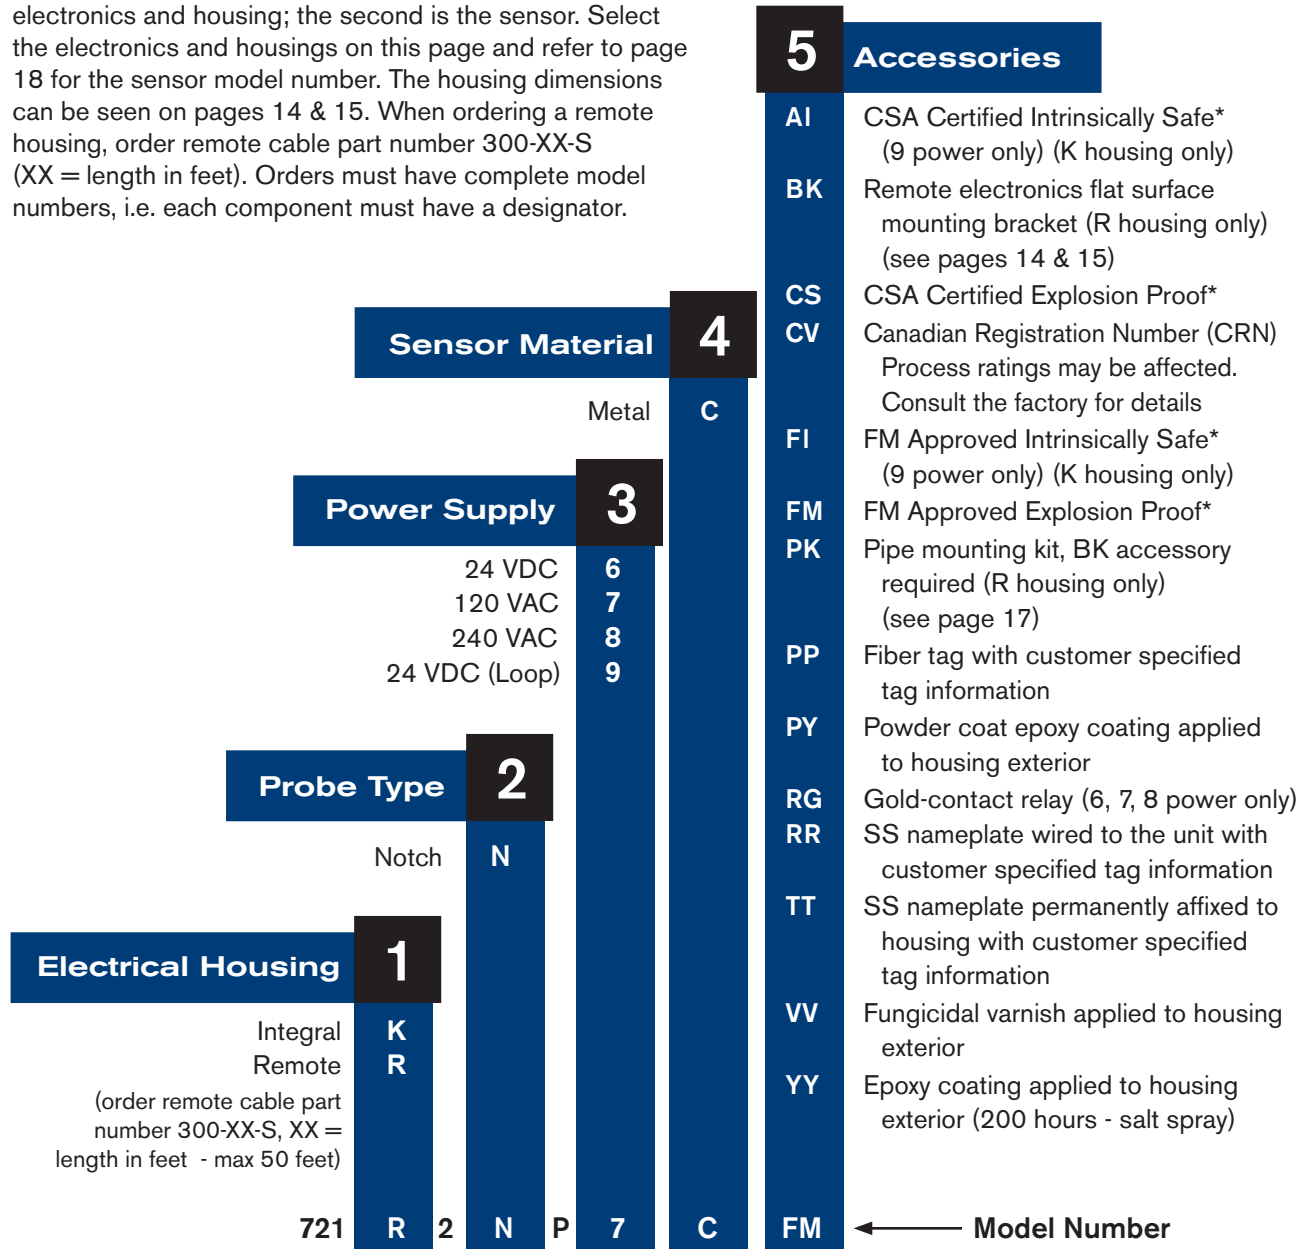 electronics and housing; the second is the sensor. Select
the electronics and housings on this page and refer to page
18 for the sensor model number. The housing dimensions
can be seen on pages 14 & 15. When ordering a remote
housing, order remote cable part number 300-XX-S
(XX = length in feet). Orders must have complete model
numbers, i.e. each component must have a designator.
5 Accessories
AI CSA Certified Intrinsically Safe*
(9 power only) (K housing only)
BK Remote electronics flat surface
mounting bracket (R housing only)
(see pages 14 & 15)
CS CSA Certified Explosion Proof*
CV Canadian Registration Number (CRN)
Process ratings may be affected.
Consult the factory for details
FI FM Approved Intrinsically Safe*
(9 power only) (K housing only)
FM FM Approved Explosion Proof*
PK Pipe mounting kit, BK accessory
required (R housing only)
(see page 17)
PP Fiber tag with customer specified
tag information
PY Powder coat epoxy coating applied
to housing exterior
RG Gold-contact relay (6, 7, 8 power only)
RR SS nameplate wired to the unit with
customer specified tag information
TT SS nameplate permanently affixed to
housing with customer specified
tag information
VV Fungicidal varnish applied to housing
exterior
YY Epoxy coating applied to housing
exterior (200 hours - salt spray)
Sensor Material 4
Metal C
Power Supply 3
24 VDC 6
120 VAC 7
240 VAC 8
24 VDC (Loop) 9
Probe Type 2
Notch N
Electrical Housing 1
Integral K
Remote R
(order remote cable part
number 300-XX-S, XX =
length in feet - max 50 feet)
721 R 2 N P 7 C FM Model Number